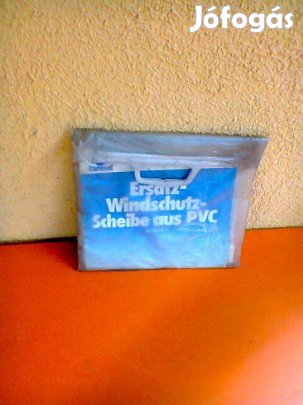 Jófogás
Ersatz-
Windschutz-
Scheibe aus PVC